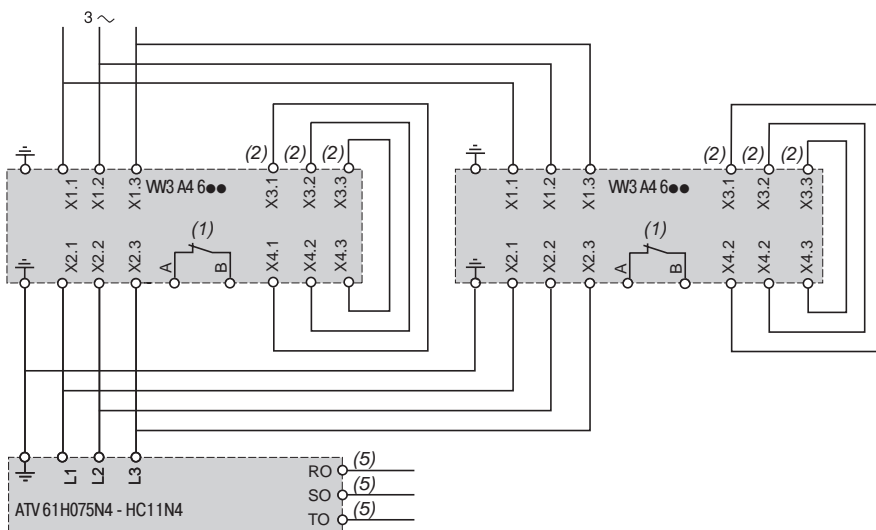 3 ~
(2) (2) (2)
(2) (2) (2)
X1.1 X1.2 X1.3 VW3 A4 6●● X3.1 X3.2 X3.3
X1.1 X1.2 X1.3 VW3 A4 6●● X3.1 X3.2 X3.3
(1)
(1)
X2.1 X2.2 X2.3 A B X4.1 X4.2 X4.3
X2.1 X2.2 X2.3 A B X4.2 X4.2 X4.3
L1 L2 L3
RO (5)
SO (5)
TO (5)
ATV 61H075N4 - HC11N4